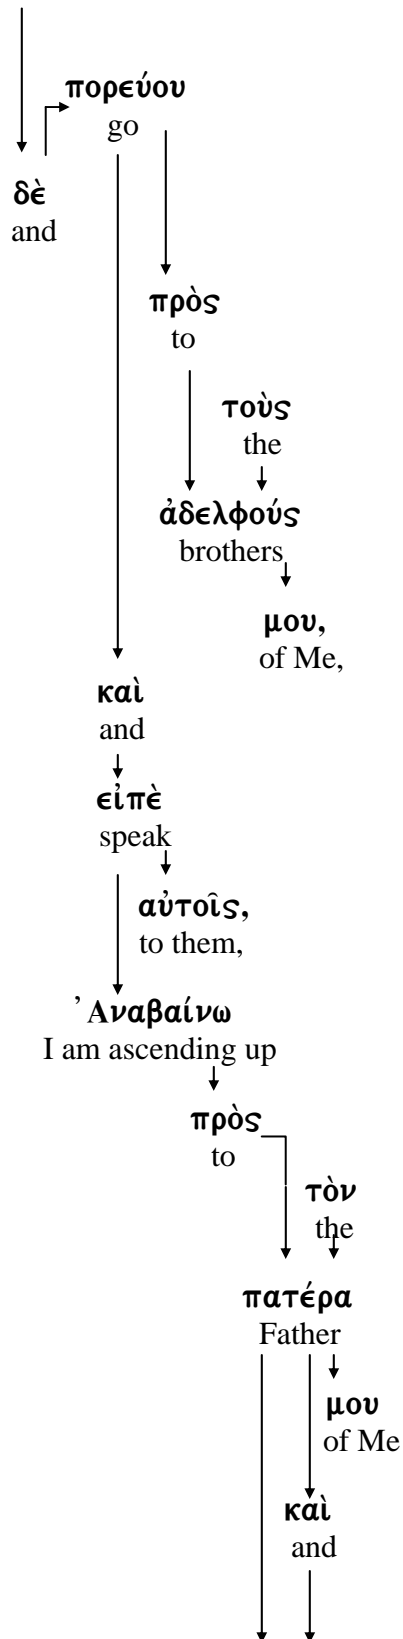 πορεύου
go
δὲ
and
πρὸς
to
τοὺς
the
ἀδελφούς
brothers
μου,
of Me,
καὶ
and
εἰπὲ
speak
αὐτοῖς,
to them,
Ἀναβαίνω
I am ascending up
πρὸς
to
τὸν
the
πατέρα
Father
μου
of Me
καὶ
and